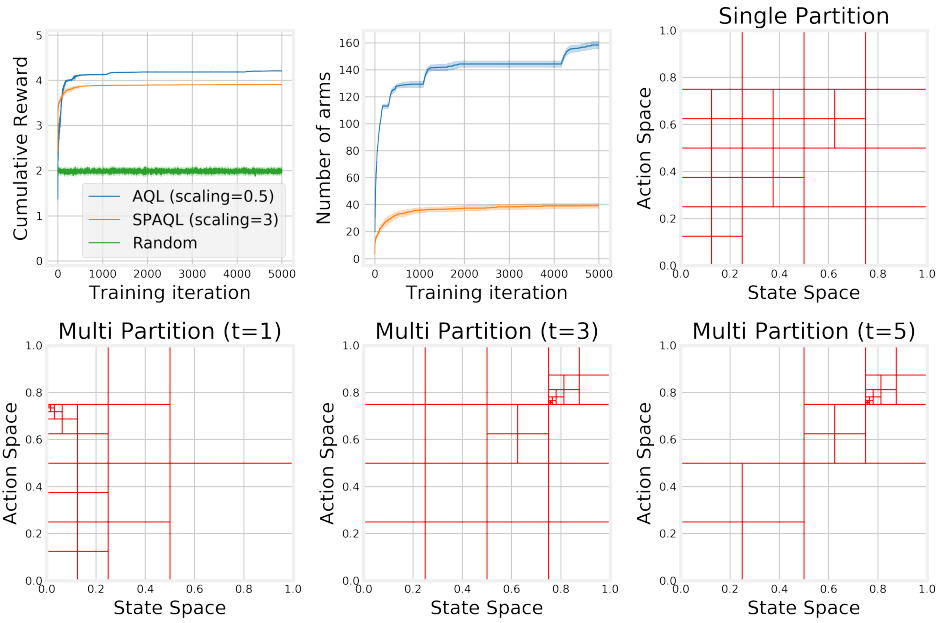 Single Partition
Cumulative Reward
5
4
3
2
1
0
AQL (scaling=0.5)
SPAQL (scaling=3)
Random
0 1000 2000 3000 4000 5000
Training iteration
Number of arms
160
140
120
100
80
60
40
20
0
0 1000 2000 3000 4000 5000
Training iteration
Action Space
1.0
0.8
0.6
0.4
0.2
0.0
0.0 0.2 0.4 0.6 0.8 1.0
State Space
Multi Partition (t=1)
Action Space
1.0
0.8
0.6
0.4
0.2
0.0
0.0 0.2 0.4 0.6 0.8 1.0
State Space
Multi Partition (t=3)
Action Space
1.0
0.8
0.6
0.4
0.2
0.0
0.0 0.2 0.4 0.6 0.8 1.0
State Space
Multi Partition (t=5)
Action Space
1.0
0.8
0.6
0.4
0.2
0.0
0.0 0.2 0.4 0.6 0.8 1.0
State Space